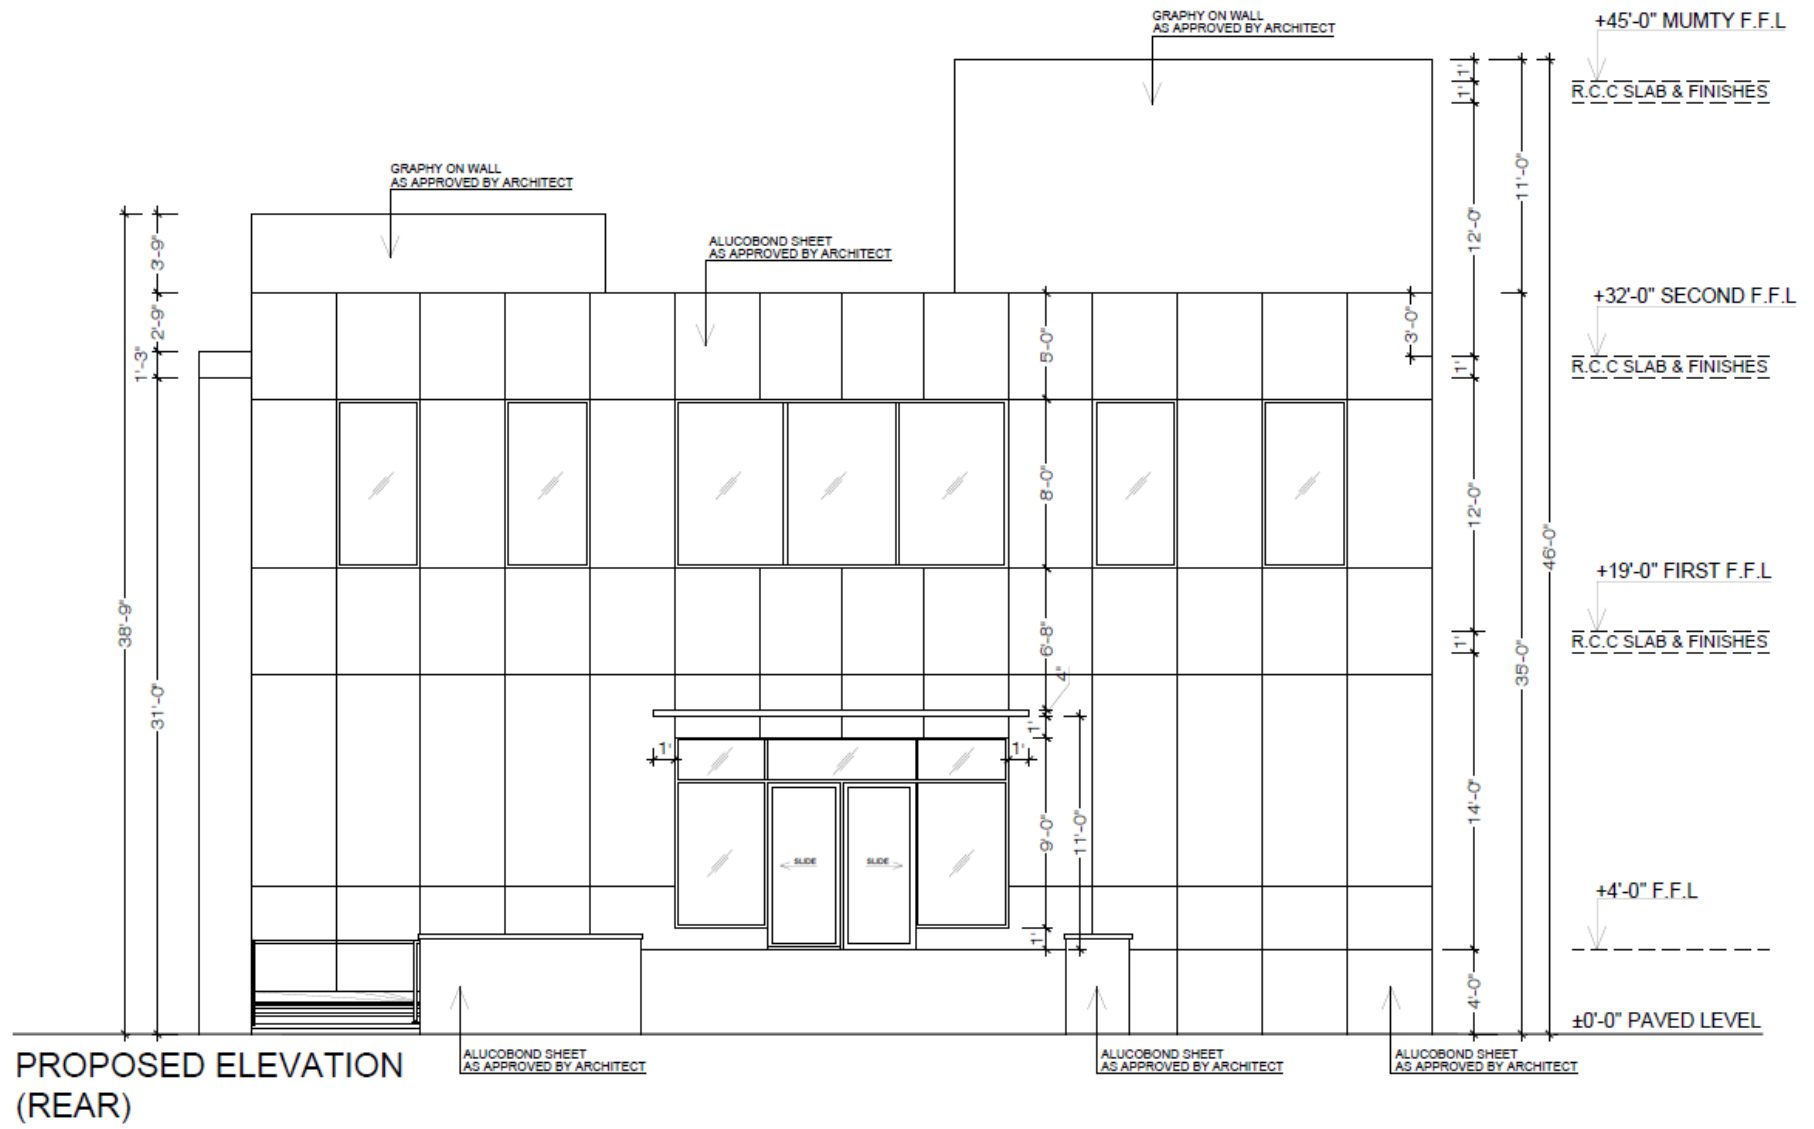 GRAPHY ON WALL
AS APPROVED BY ARCHITECT
+45'-0" MUMTY F.F.L
R.C.C SLAB & FINISHES
1'
1'
11'-0"
12'-0"
GRAPHY ON WALL
AS APPROVED BY ARCHITECT
ALUCOBOND SHEET
AS APPROVED BY ARCHITECT
3'-9"
2'-9"
1'-3"
5'-0"
3'-0"
+32'-0" SECOND F.F.L
R.C.C SLAB & FINISHES
1'
8'-0"
12'-0"
46'-0"
+19'-0" FIRST F.F.L
R.C.C SLAB & FINISHES
1'
38'-9"
31'-0"
6'-8"
4"
35'-0"
1'
1'
1'
9'-0"
11'-0"
14'-0"
SLIDE
SLIDE
+4'-0" F.F.L
1'
4'-0"
±0'-0" PAVED LEVEL
ALUCOBOND SHEET
AS APPROVED BY ARCHITECT
ALUCOBOND SHEET
AS APPROVED BY ARCHITECT
ALUCOBOND SHEET
AS APPROVED BY ARCHITECT
PROPOSED ELEVATION
(REAR)